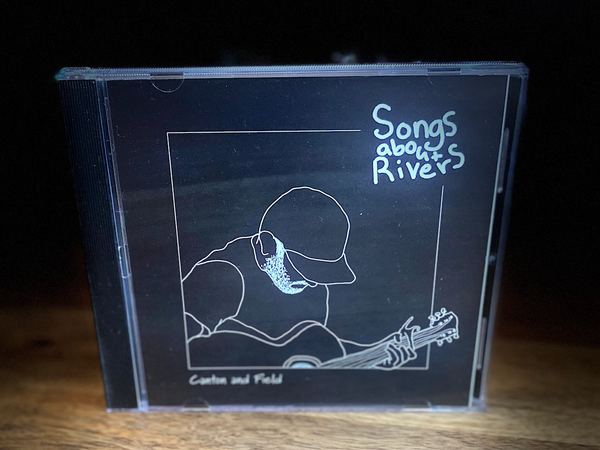 Songs
about
Rivers
Canton and Field